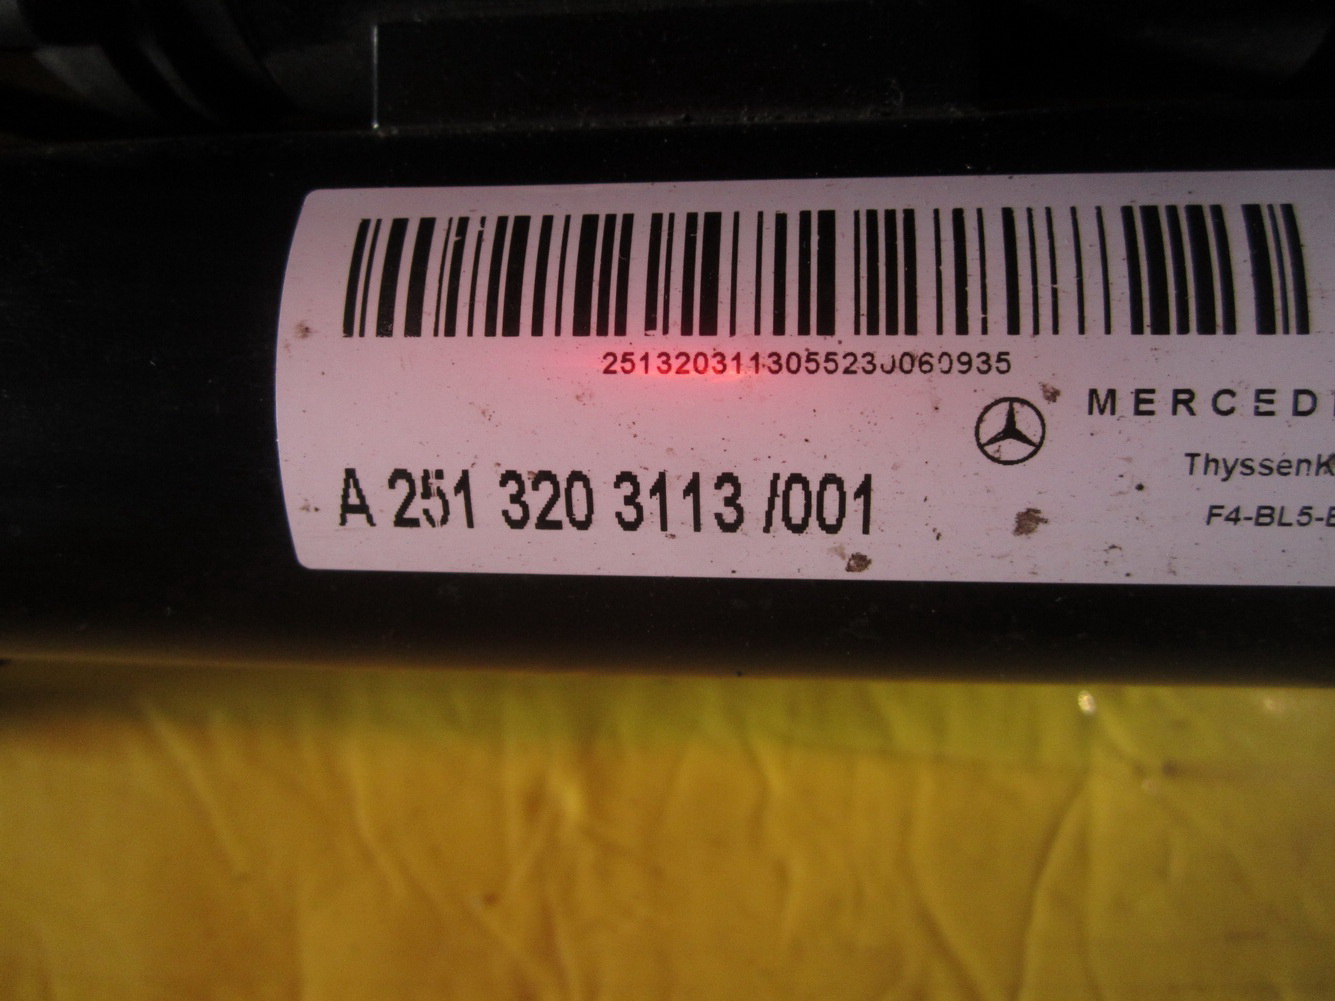 2513203113055230060935
MERCED
ThyssenK
A 251 320 3113 /001
F4-BL5-